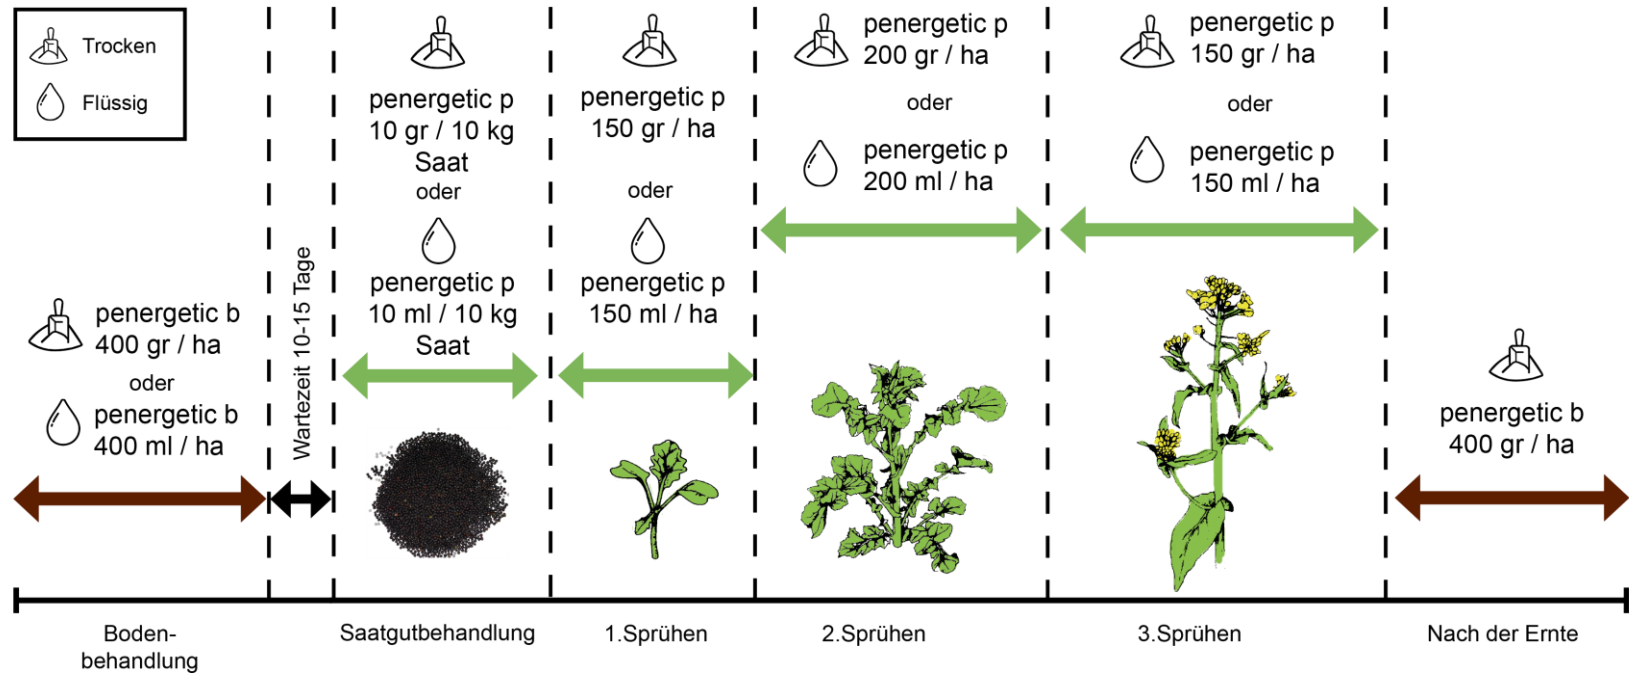 Trocken
Flüssig
penergetic b
400 gr / ha
oder
penergetic b
400 ml / ha
Wartezeit 10-15 Tage
penergetic p
10 gr / 10 kg
Saat
oder
penergetic p
10 ml / 10 kg
Saat
penergetic p
150 gr / ha
oder
penergetic p
150 ml / ha
penergetic p
200 gr / ha
oder
penergetic p
200 ml / ha
penergetic p
150 gr / ha
oder
penergetic p
150 ml / ha
penergetic b
400 gr / ha
Boden-
behandlung
Saatgutbehandlung
1.Sprühen
2.Sprühen
3.Sprühen
Nach der Ernte